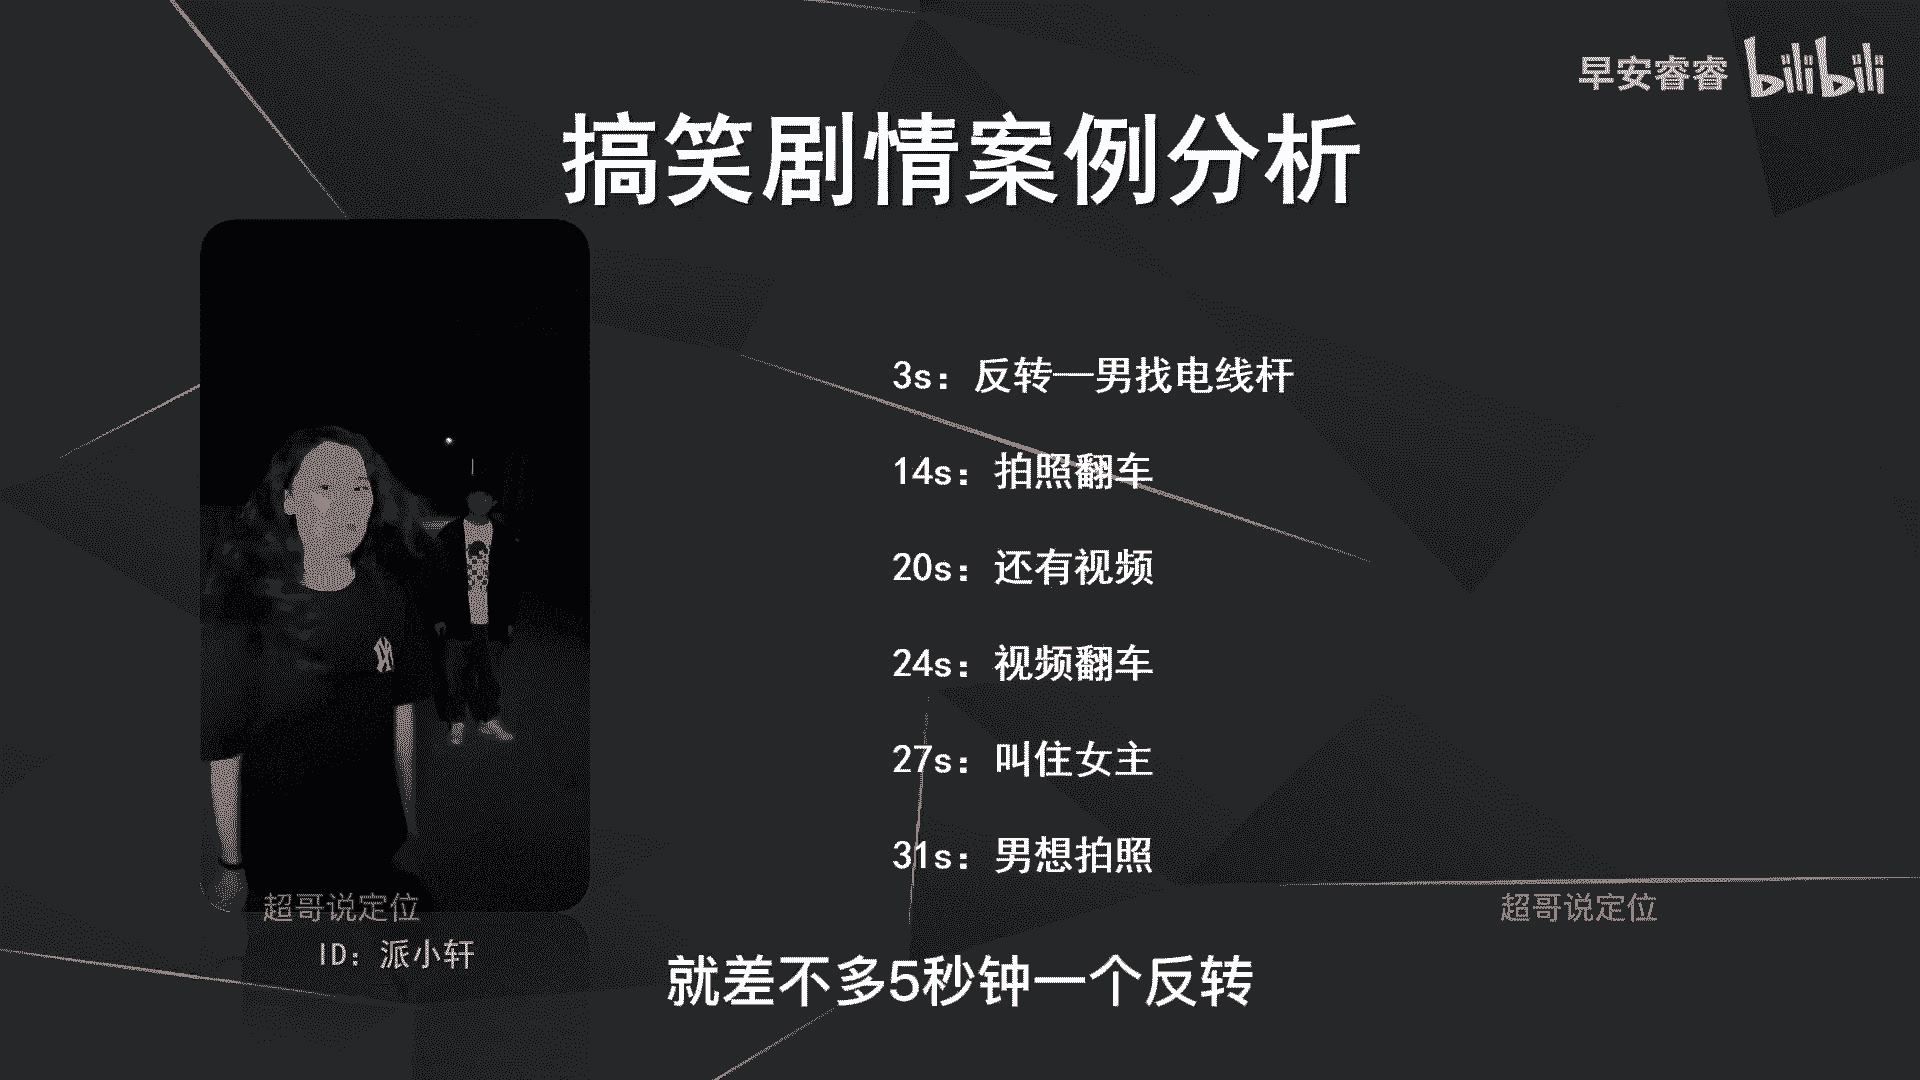 早安睿睿 bilibili
搞笑剧情案例分析
3s：反转—男找电线杆
14s：拍照翻车
20s：还有视频
24s：视频翻车
27s：叫住女主
31s：男想拍照
NY
超哥说定位
超哥说定位
ID：派小轩
就差不多5秒钟一个反转